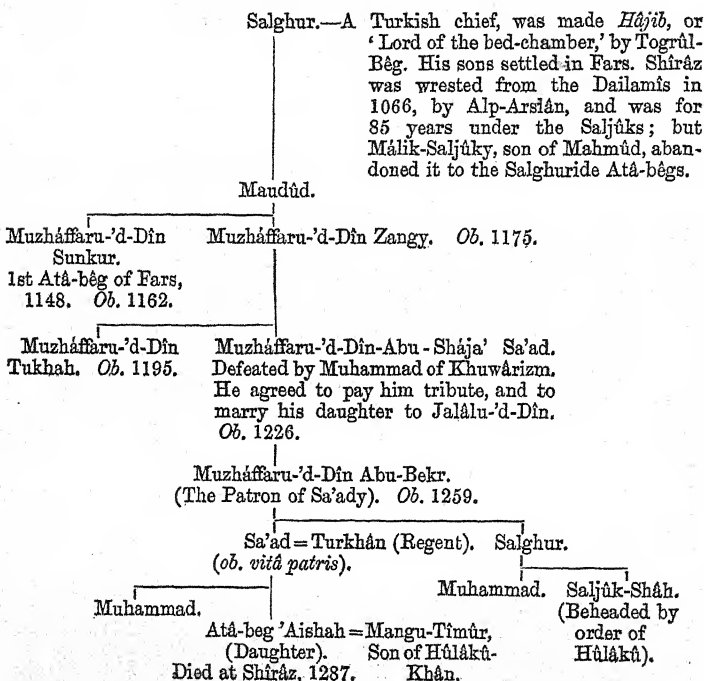 Salghur.—A Turkish chief, was made Hâjib, or
‘Lord of the bed-chamber,’ by Togrûl-
Bêg. His sons settled in Fars. Shîrâz
was wrested from the Dailamîs in
1066, by Alp-Arslân, and was for
85 years under the Saljûks; but
Málik-Saljûky, son of Mahmûd, aban-
doned it to the Salghuride Atâ-bêgs.
Maudûd.
Muzháffaru-’d-Dîn
Sunkur.
1st Atâ-bêg of Fars,
1148. Ob. 1162.
Muzháffaru-’d-Dîn Zangy. Ob. 1175.
Muzháffaru-’d-Dîn
Tukhah. Ob. 1195.
Muzháffaru-’d-Dîn-Abu-Shája’ Sa’ad.
Defeated by Muhammad of Khuwârizm.
He agreed to pay him tribute, and to
marry his daughter to Jalâlu-’d-Dîn.
Ob. 1226.
Muzháffaru-’d-Dîn Abu-Bekr.
(The Patron of Sa’ady). Ob. 1259.
Sa’ad=Turkhân (Regent). Salghur.
(ob. vitâ patris).
Muhammad.
Muhammad. Saljûk-Shâh.
(Beheaded by
order of
Hûlâkû).
Atâ-beg ’Aishah=Mangu-Tîmûr,
(Daughter). Son of Hûlâkû-
Died at Shîrâz, 1287. Khân.